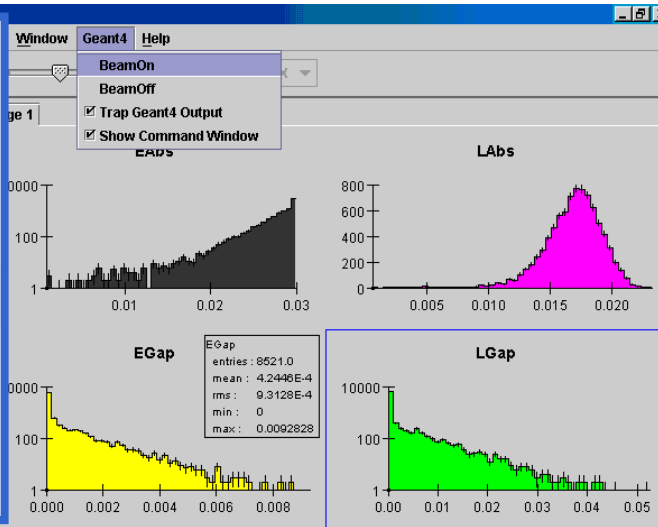 Window Geant4 Help
BeamOn
BeamOff
Trap Geant4 Output
Show Command Window
ge 1
EAbs
LAbs
0000
100
1
0.01 0.02 0.03
800
600
400
200
0
0.005 0.010 0.015 0.020
EGap
EGap
entries : 8521.0
mean : 4.2446E-4
rms : 9.3128E-4
min : 0
max : 0.0092828
LGap
0000
100
1
0.000 0.002 0.004 0.006 0.008
10000
100
1
0.00 0.01 0.02 0.03 0.04 0.05